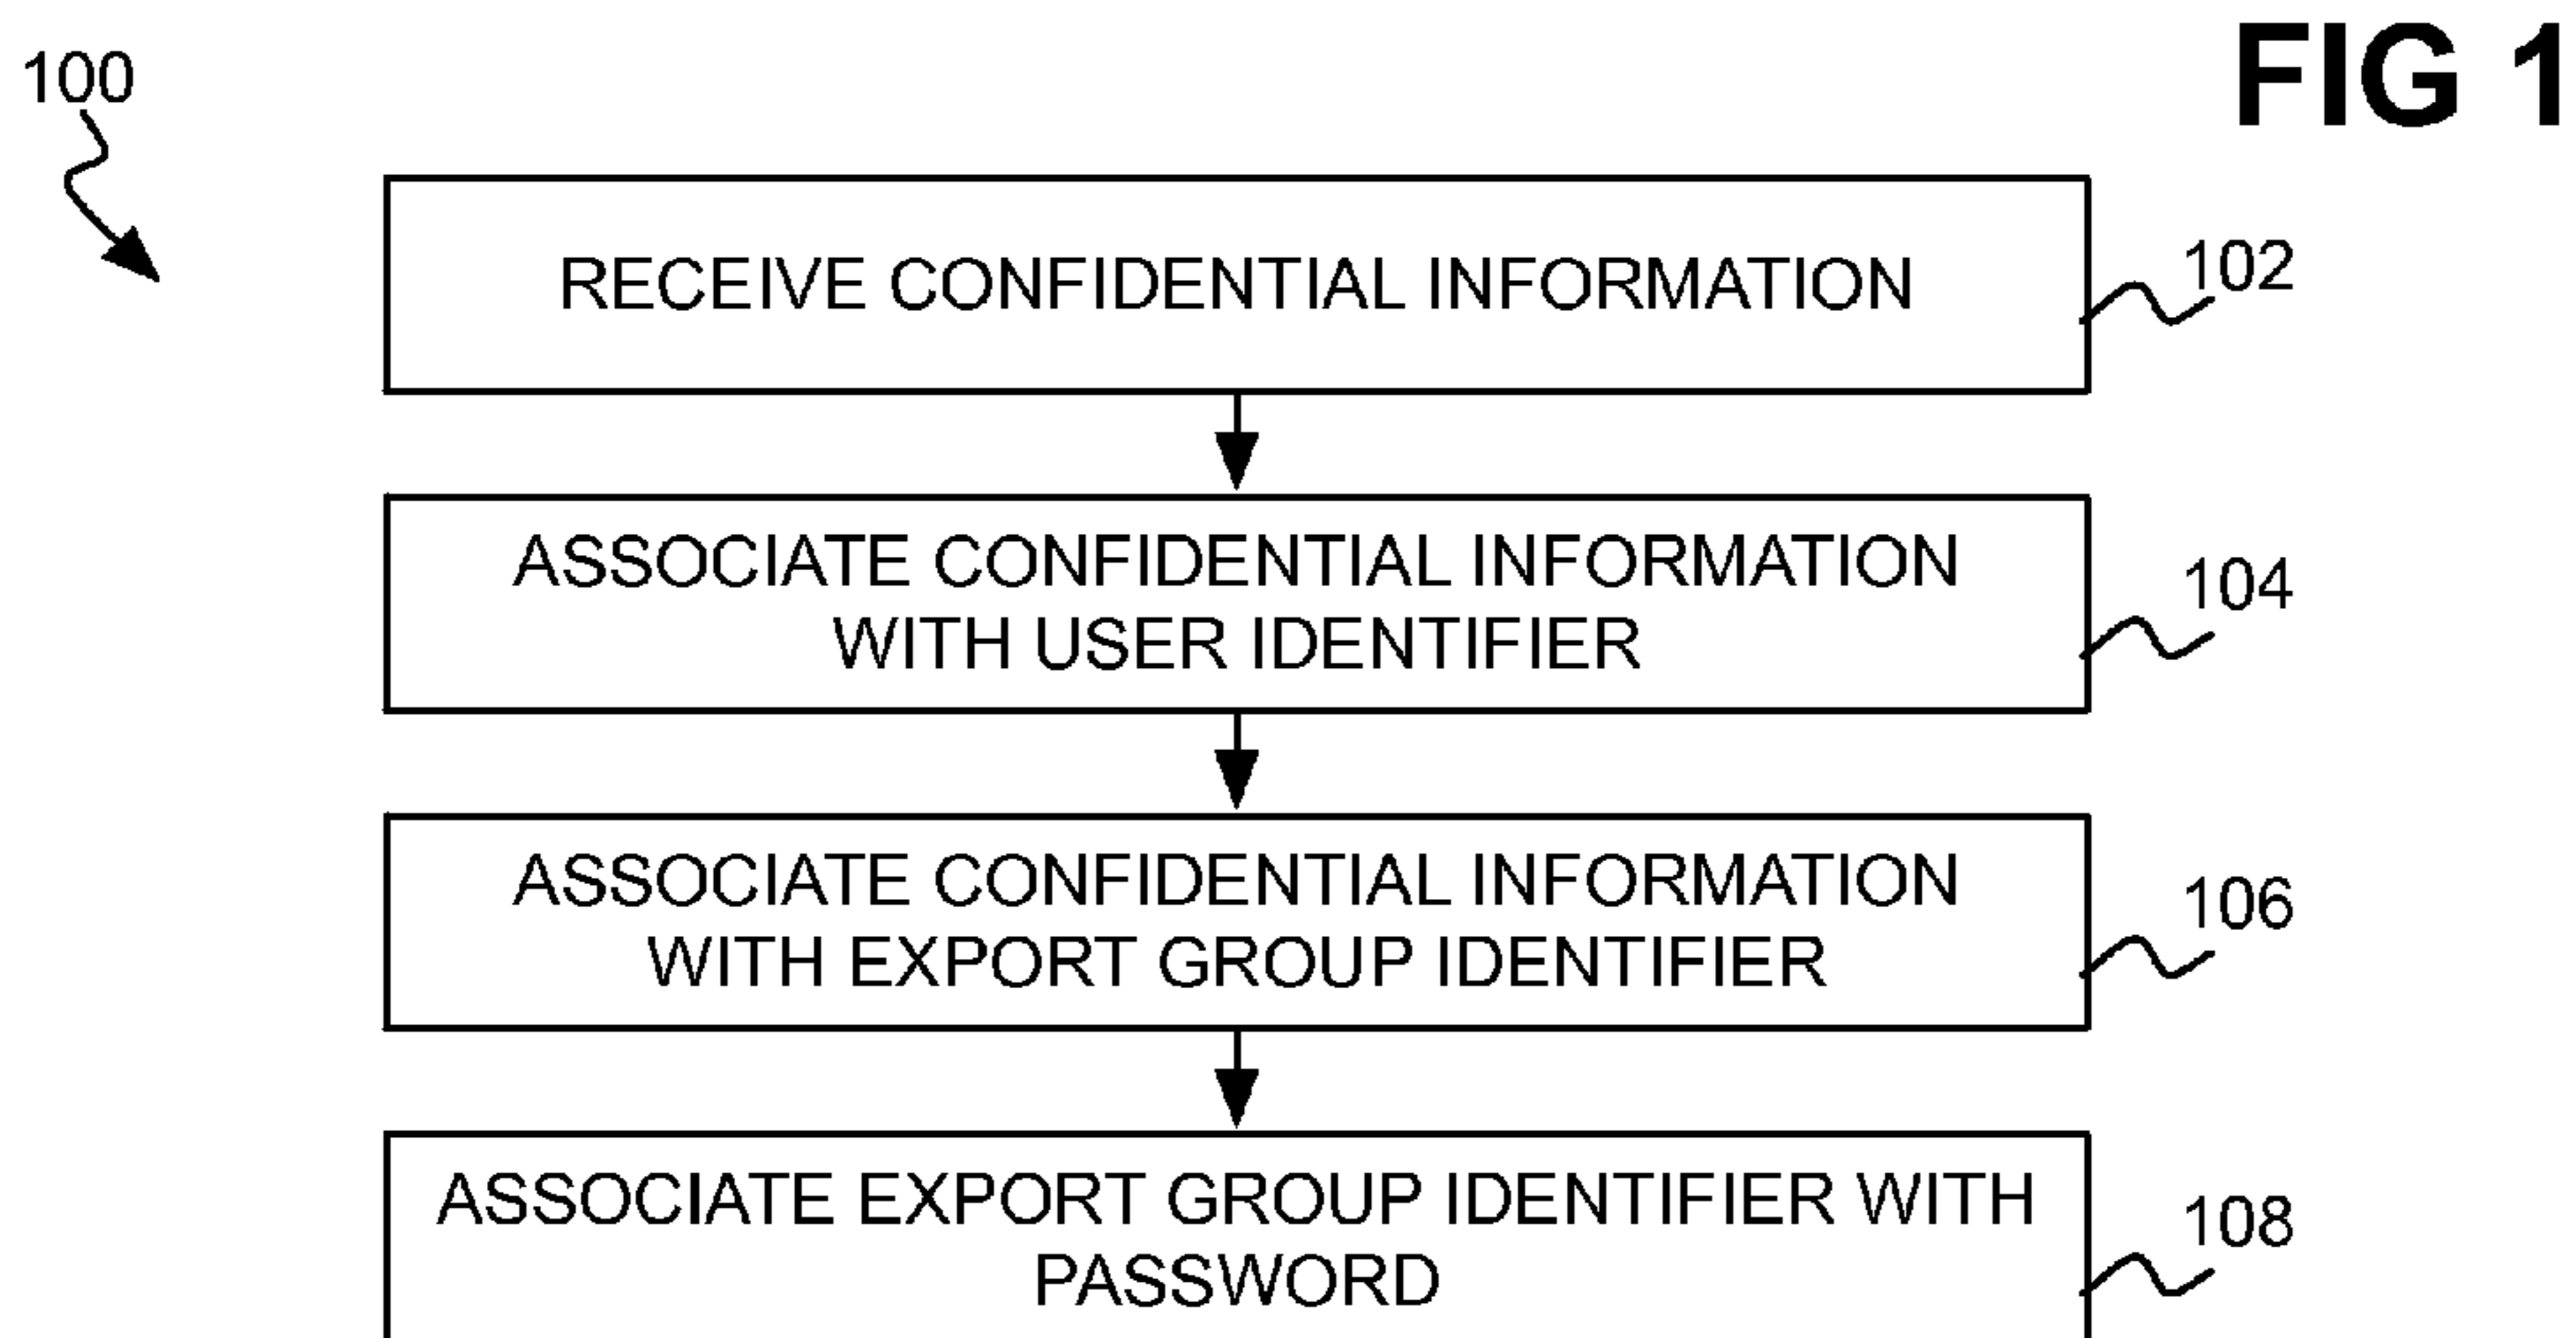 FIG 1
100
RECEIVE CONFIDENTIAL INFORMATION
102
ASSOCIATE CONFIDENTIAL INFORMATION
WITH USER IDENTIFIER
104
ASSOCIATE CONFIDENTIAL INFORMATION
WITH EXPORT GROUP IDENTIFIER
106
ASSOCIATE EXPORT GROUP IDENTIFIER WITH
PASSWORD
108